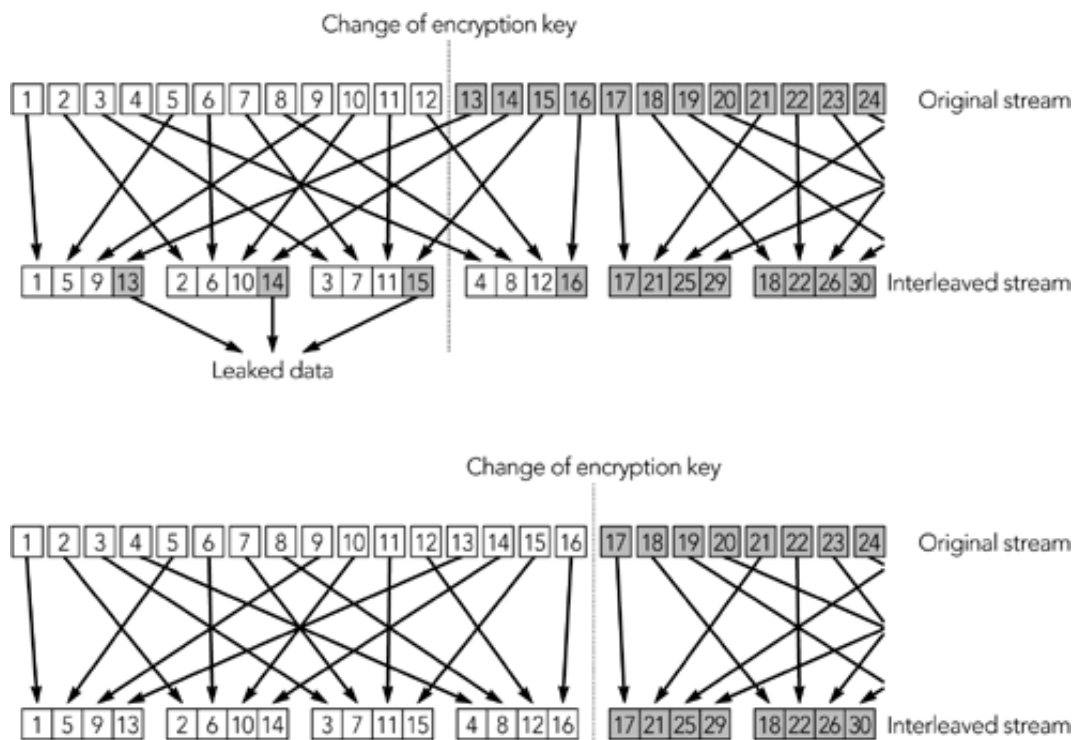 Change of encryption key
1 2 3 4 5 6 7 8 9 10 11 12 13 14 15 16 17 18 19 20 21 22 23 24 Original stream
1 5 9 13 2 6 10 14 3 7 11 15 4 8 12 16 17 21 25 29 18 22 26 30 Interleaved stream
Leaked data
Change of encryption key
1 2 3 4 5 6 7 8 9 10 11 12 13 14 15 16 17 18 19 20 21 22 23 24 Original stream
1 5 9 13 2 6 10 14 3 7 11 15 4 8 12 16 17 21 25 29 18 22 26 30 Interleaved stream